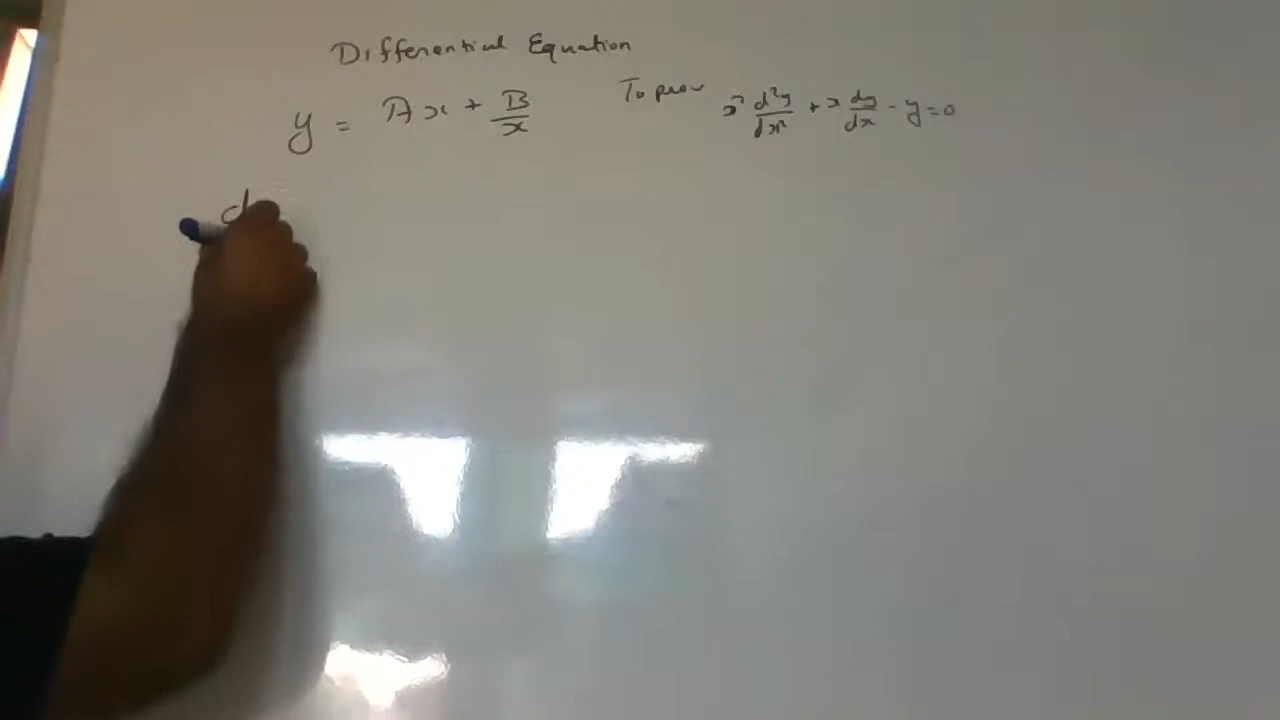 Differential Equation
y = Ax + B/x To prove x² d²y/dx² + x dy/dx - y = 0
d